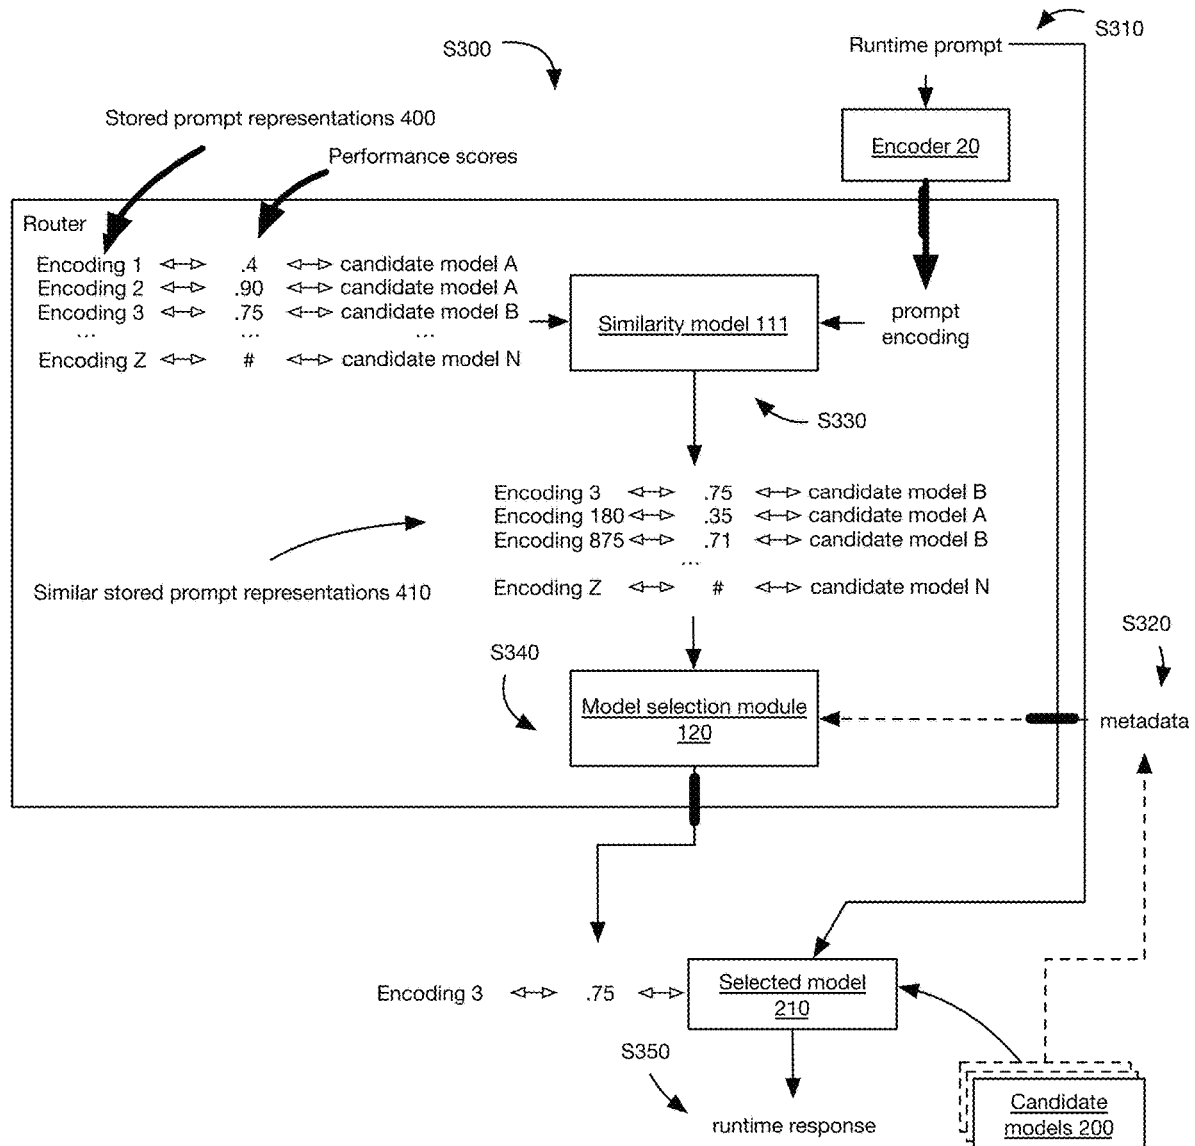 S310
Runtime prompt
S300
Stored prompt representations 400
Encoder 20
Performance scores
Router
Encoding 1 .4 candidate model A
Encoding 2 .90 candidate model A
Encoding 3 .75 candidate model B
... ... ...
Encoding Z # candidate model N
Similarity model 111
prompt
encoding
S330
Encoding 3 .75 candidate model B
Encoding 180 .35 candidate model A
Encoding 875 .71 candidate model B
...
Encoding Z # candidate model N
Similar stored prompt representations 410
S320
S340
Model selection module
120
metadata
Encoding 3 .75
Selected model
210
S350
runtime response
Candidate
models 200